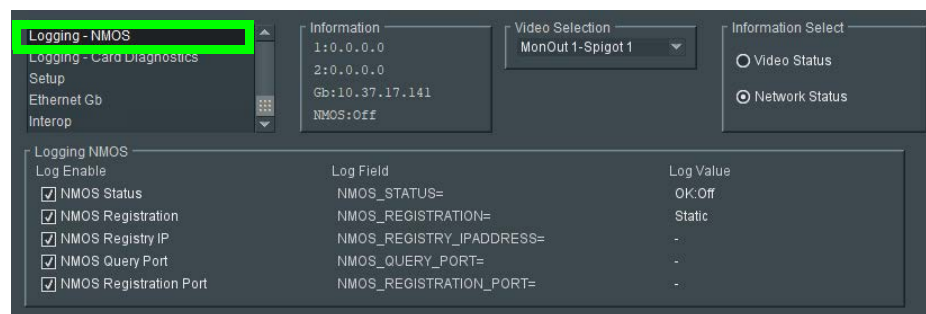 Logging - NMOS
Logging - Card Diagnostics
Setup
Ethernet Gb
Interop
Information
1:0.0.0.0
2:0.0.0.0
Gb:10.37.17.141
NMOS:Off
Video Selection
MonOut 1-Spigot 1
Information Select
Video Status
Network Status
Logging NMOS
Log Enable Log Field Log Value
NMOS Status NMOS_STATUS= OK:Off
NMOS Registration NMOS_REGISTRATION= Static
NMOS Registry IP NMOS_REGISTRY_IPADDRESS= -
NMOS Query Port NMOS_QUERY_PORT= -
NMOS Registration Port NMOS_REGISTRATION_PORT= -